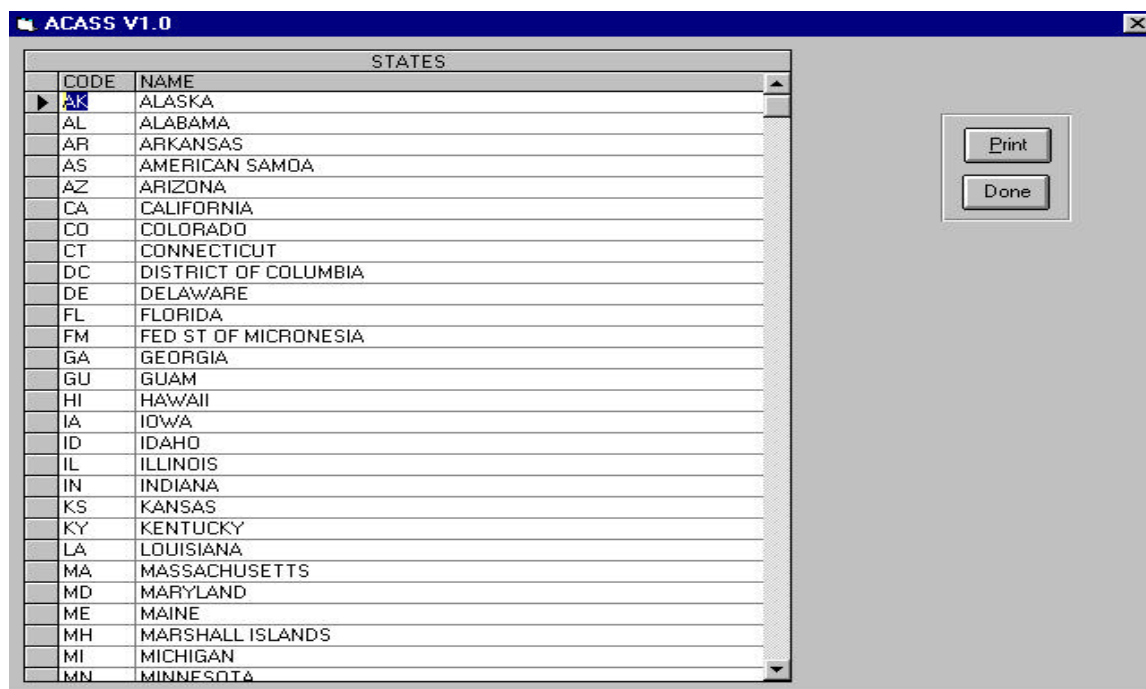 ACASS V1.0
STATES
CODE NAME
AK ALASKA
AL ALABAMA
AR ARKANSAS
AS AMERICAN SAMOA
AZ ARIZONA
CA CALIFORNIA
CO COLORADO
CT CONNECTICUT
DC DISTRICT OF COLUMBIA
DE DELAWARE
FL FLORIDA
FM FED ST OF MICRONESIA
GA GEORGIA
GU GUAM
HI HAWAII
IA IOWA
ID IDAHO
IL ILLINOIS
IN INDIANA
KS KANSAS
KY KENTUCKY
LA LOUISIANA
MA MASSACHUSETTS
MD MARYLAND
ME MAINE
MH MARSHALL ISLANDS
MI MICHIGAN
MN MINNESOTA
Print
Done